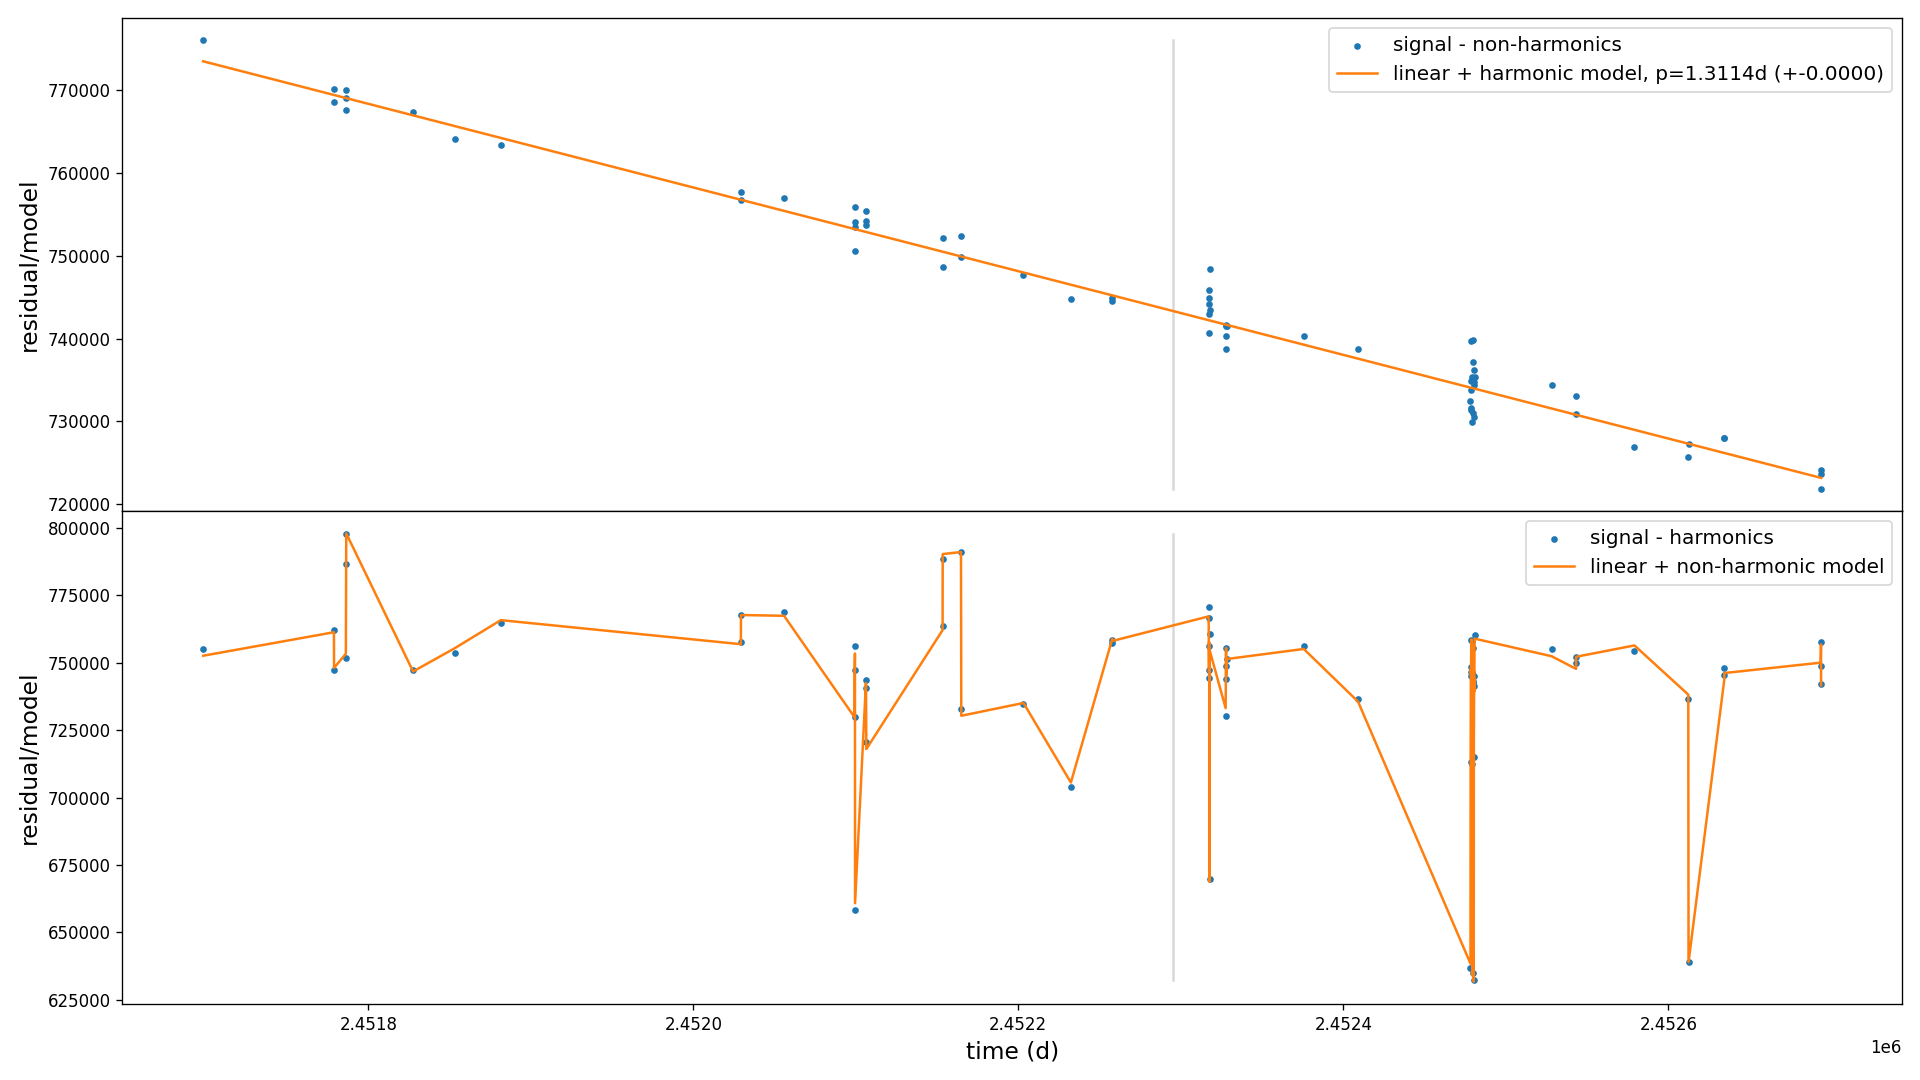 signal - non-harmonics
linear + harmonic model, p=1.3114d (+-0.0000)
residual/model
770000
760000
750000
740000
730000
720000
signal - harmonics
linear + non-harmonic model
residual/model
800000
775000
750000
725000
700000
675000
650000
625000
2.4518
2.4520
2.4522
2.4524
2.4526
time (d)
1e6